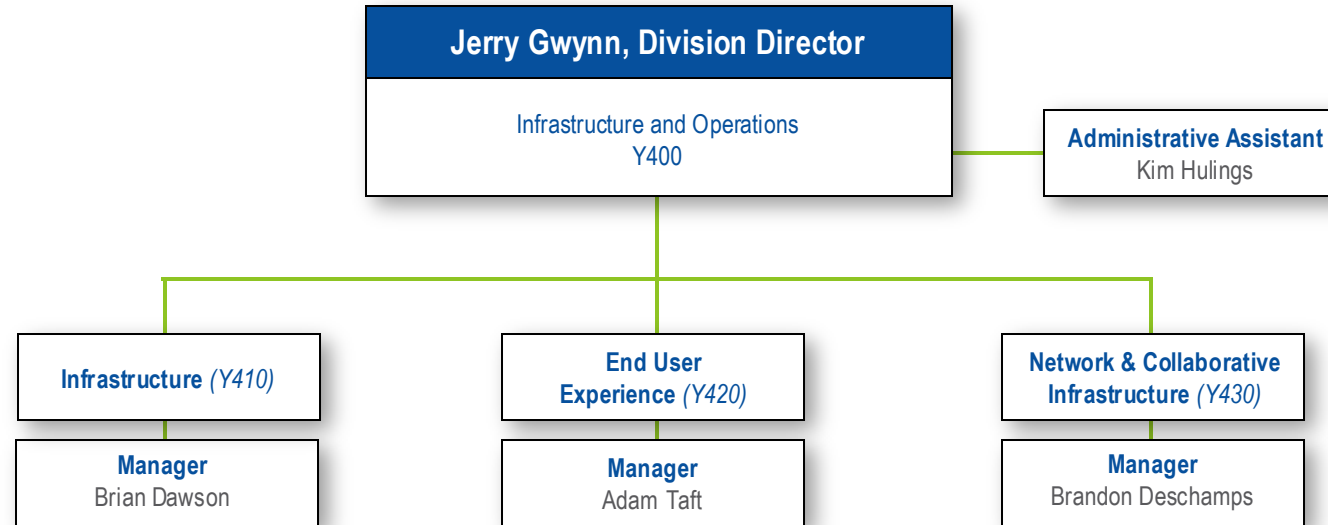 Jerry Gwynn, Division Director
Infrastructure and Operations
Y400
Administrative Assistant
Kim Hulings
Infrastructure (Y410)
End User
Experience (Y420)
Network & Collaborative
Infrastructure (Y430)
Manager
Brian Dawson
Manager
Adam Taft
Manager
Brandon Deschamps